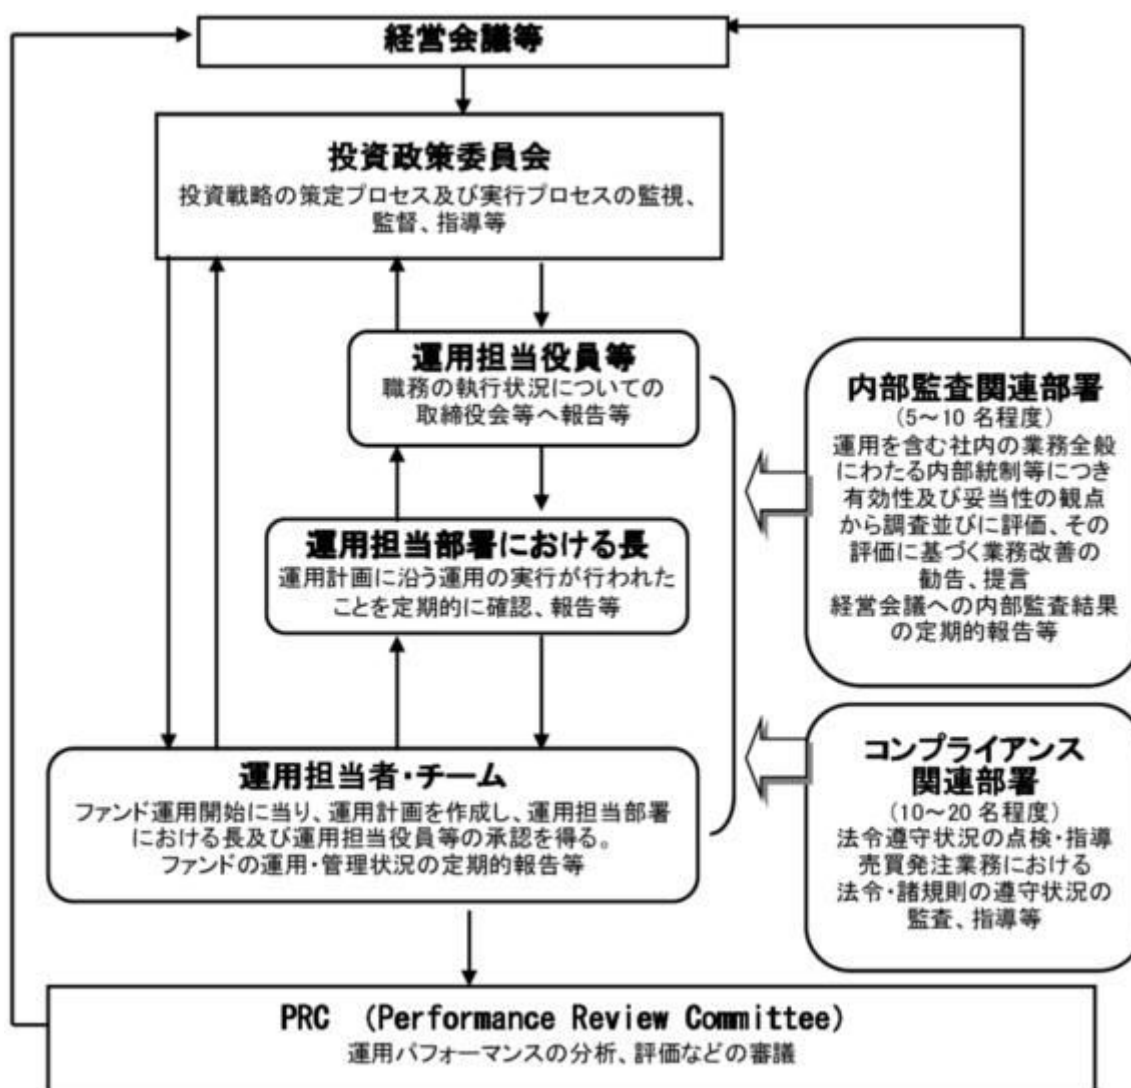 経営会議等
投資政策委員会
投資戦略の策定プロセス及び実行プロセスの監視、
監督、指導等
運用担当役員等
職務の執行状況についての
取締役会等へ報告等
運用担当部署における長
運用計画に沿う運用の実行が行われた
ことを定期的に確認、報告等
運用担当者・チーム
ファンド運用開始に当り、運用計画を作成し、運用担当部署
における長及び運用担当役員等の承認を得る。
ファンドの運用・管理状況の定期的報告等
内部監査関連部署
(5～10 名程度)
運用を含む社内の業務全般
にわたる内部統制等につき
有効性及び妥当性の観点
から調査並びに評価、その
評価に基づく業務改善の
勧告、提言
経営会議への内部監査結果
の定期的報告等
コンプライアンス
関連部署
(10～20 名程度)
法令遵守状況の点検・指導
売買発注業務における
法令・諸規則の遵守状況の
監査、指導等
PRC (Performance Review Committee)
運用パフォーマンスの分析、評価などの審議